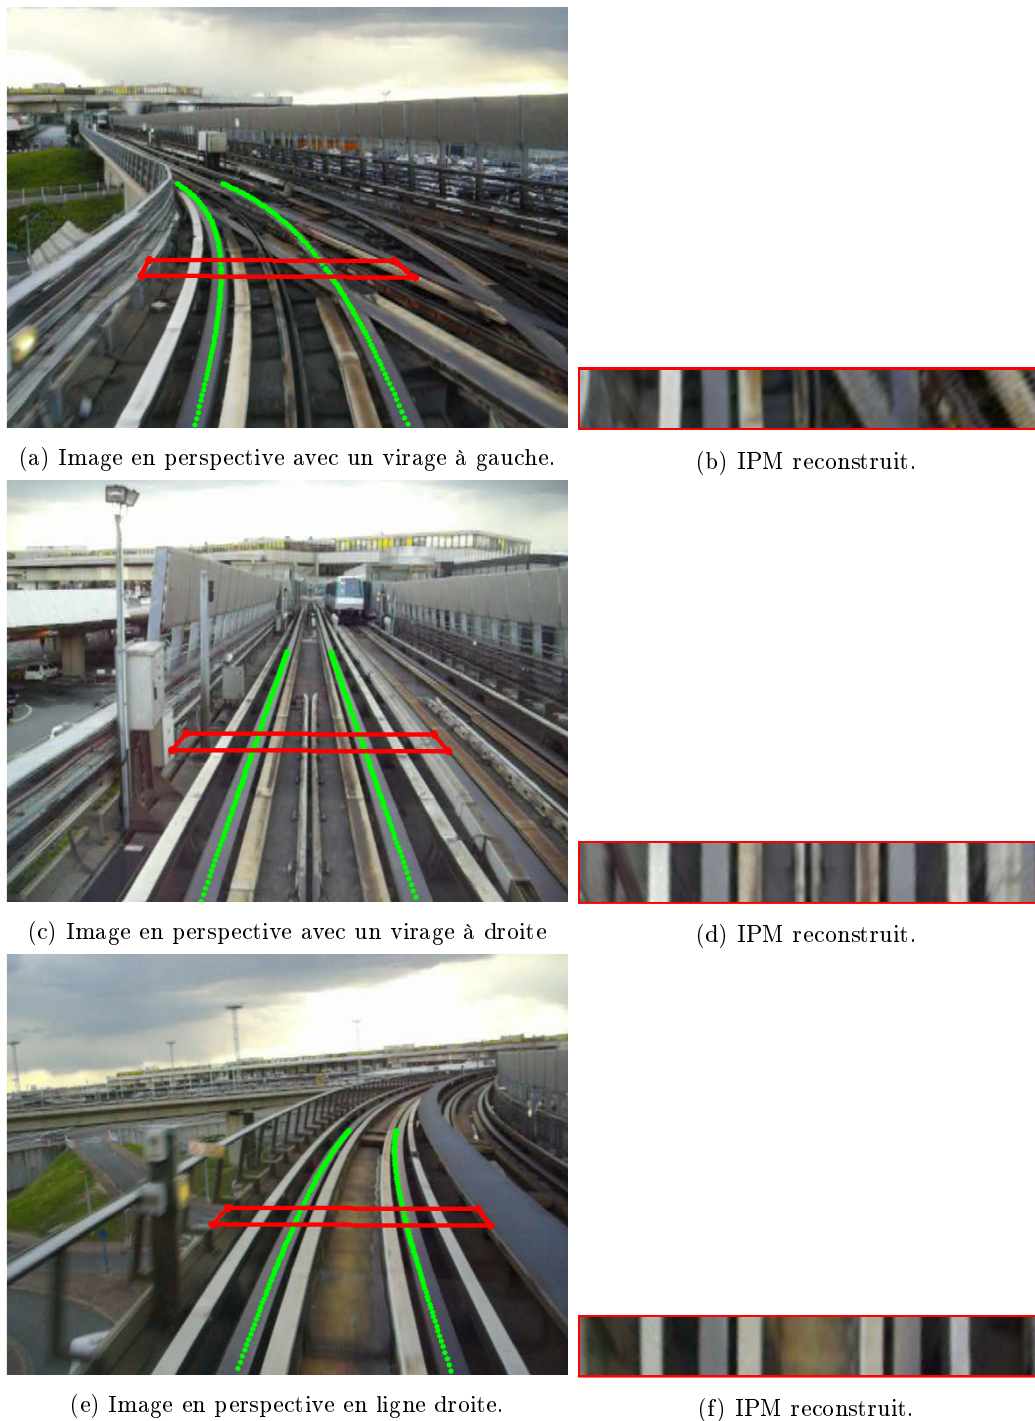 (a) Image en perspective avec un virage à gauche.
(b) IPM reconstruit.
(c) Image en perspective avec un virage à droite
(d) IPM reconstruit.
(e) Image en perspective en ligne droite.
(f) IPM reconstruit.